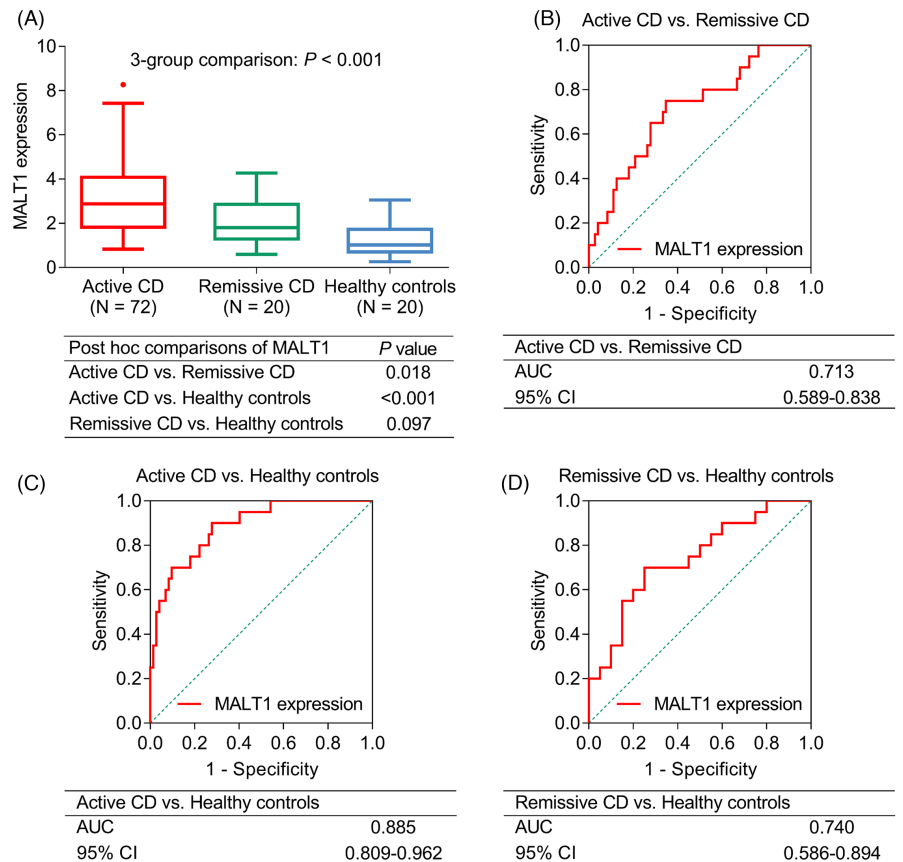 (A)
3-group comparison: P < 0.001
MALT1 expression
10
8
6
4
2
0
Active CD Remissive CD Healthy controls
(N = 72) (N = 20) (N = 20)
Post hoc comparisons of MALT1 P value
Active CD vs. Remissive CD 0.018
Active CD vs. Healthy controls <0.001
Remissive CD vs. Healthy controls 0.097
(B)
Active CD vs. Remissive CD
Sensitivity
1.0
0.8
0.6
0.4
0.2
0.0
MALT1 expression
0.0 0.2 0.4 0.6 0.8 1.0
1 - Specificity
Active CD vs. Remissive CD
AUC 0.713
95% CI 0.589-0.838
(C)
Active CD vs. Healthy controls
Sensitivity
1.0
0.8
0.6
0.4
0.2
0.0
MALT1 expression
0.0 0.2 0.4 0.6 0.8 1.0
1 - Specificity
Active CD vs. Healthy controls
AUC 0.885
95% CI 0.809-0.962
(D)
Remissive CD vs. Healthy controls
Sensitivity
1.0
0.8
0.6
0.4
0.2
0.0
MALT1 expression
0.0 0.2 0.4 0.6 0.8 1.0
1 - Specificity
Remissive CD vs. Healthy controls
AUC 0.740
95% CI 0.586-0.894